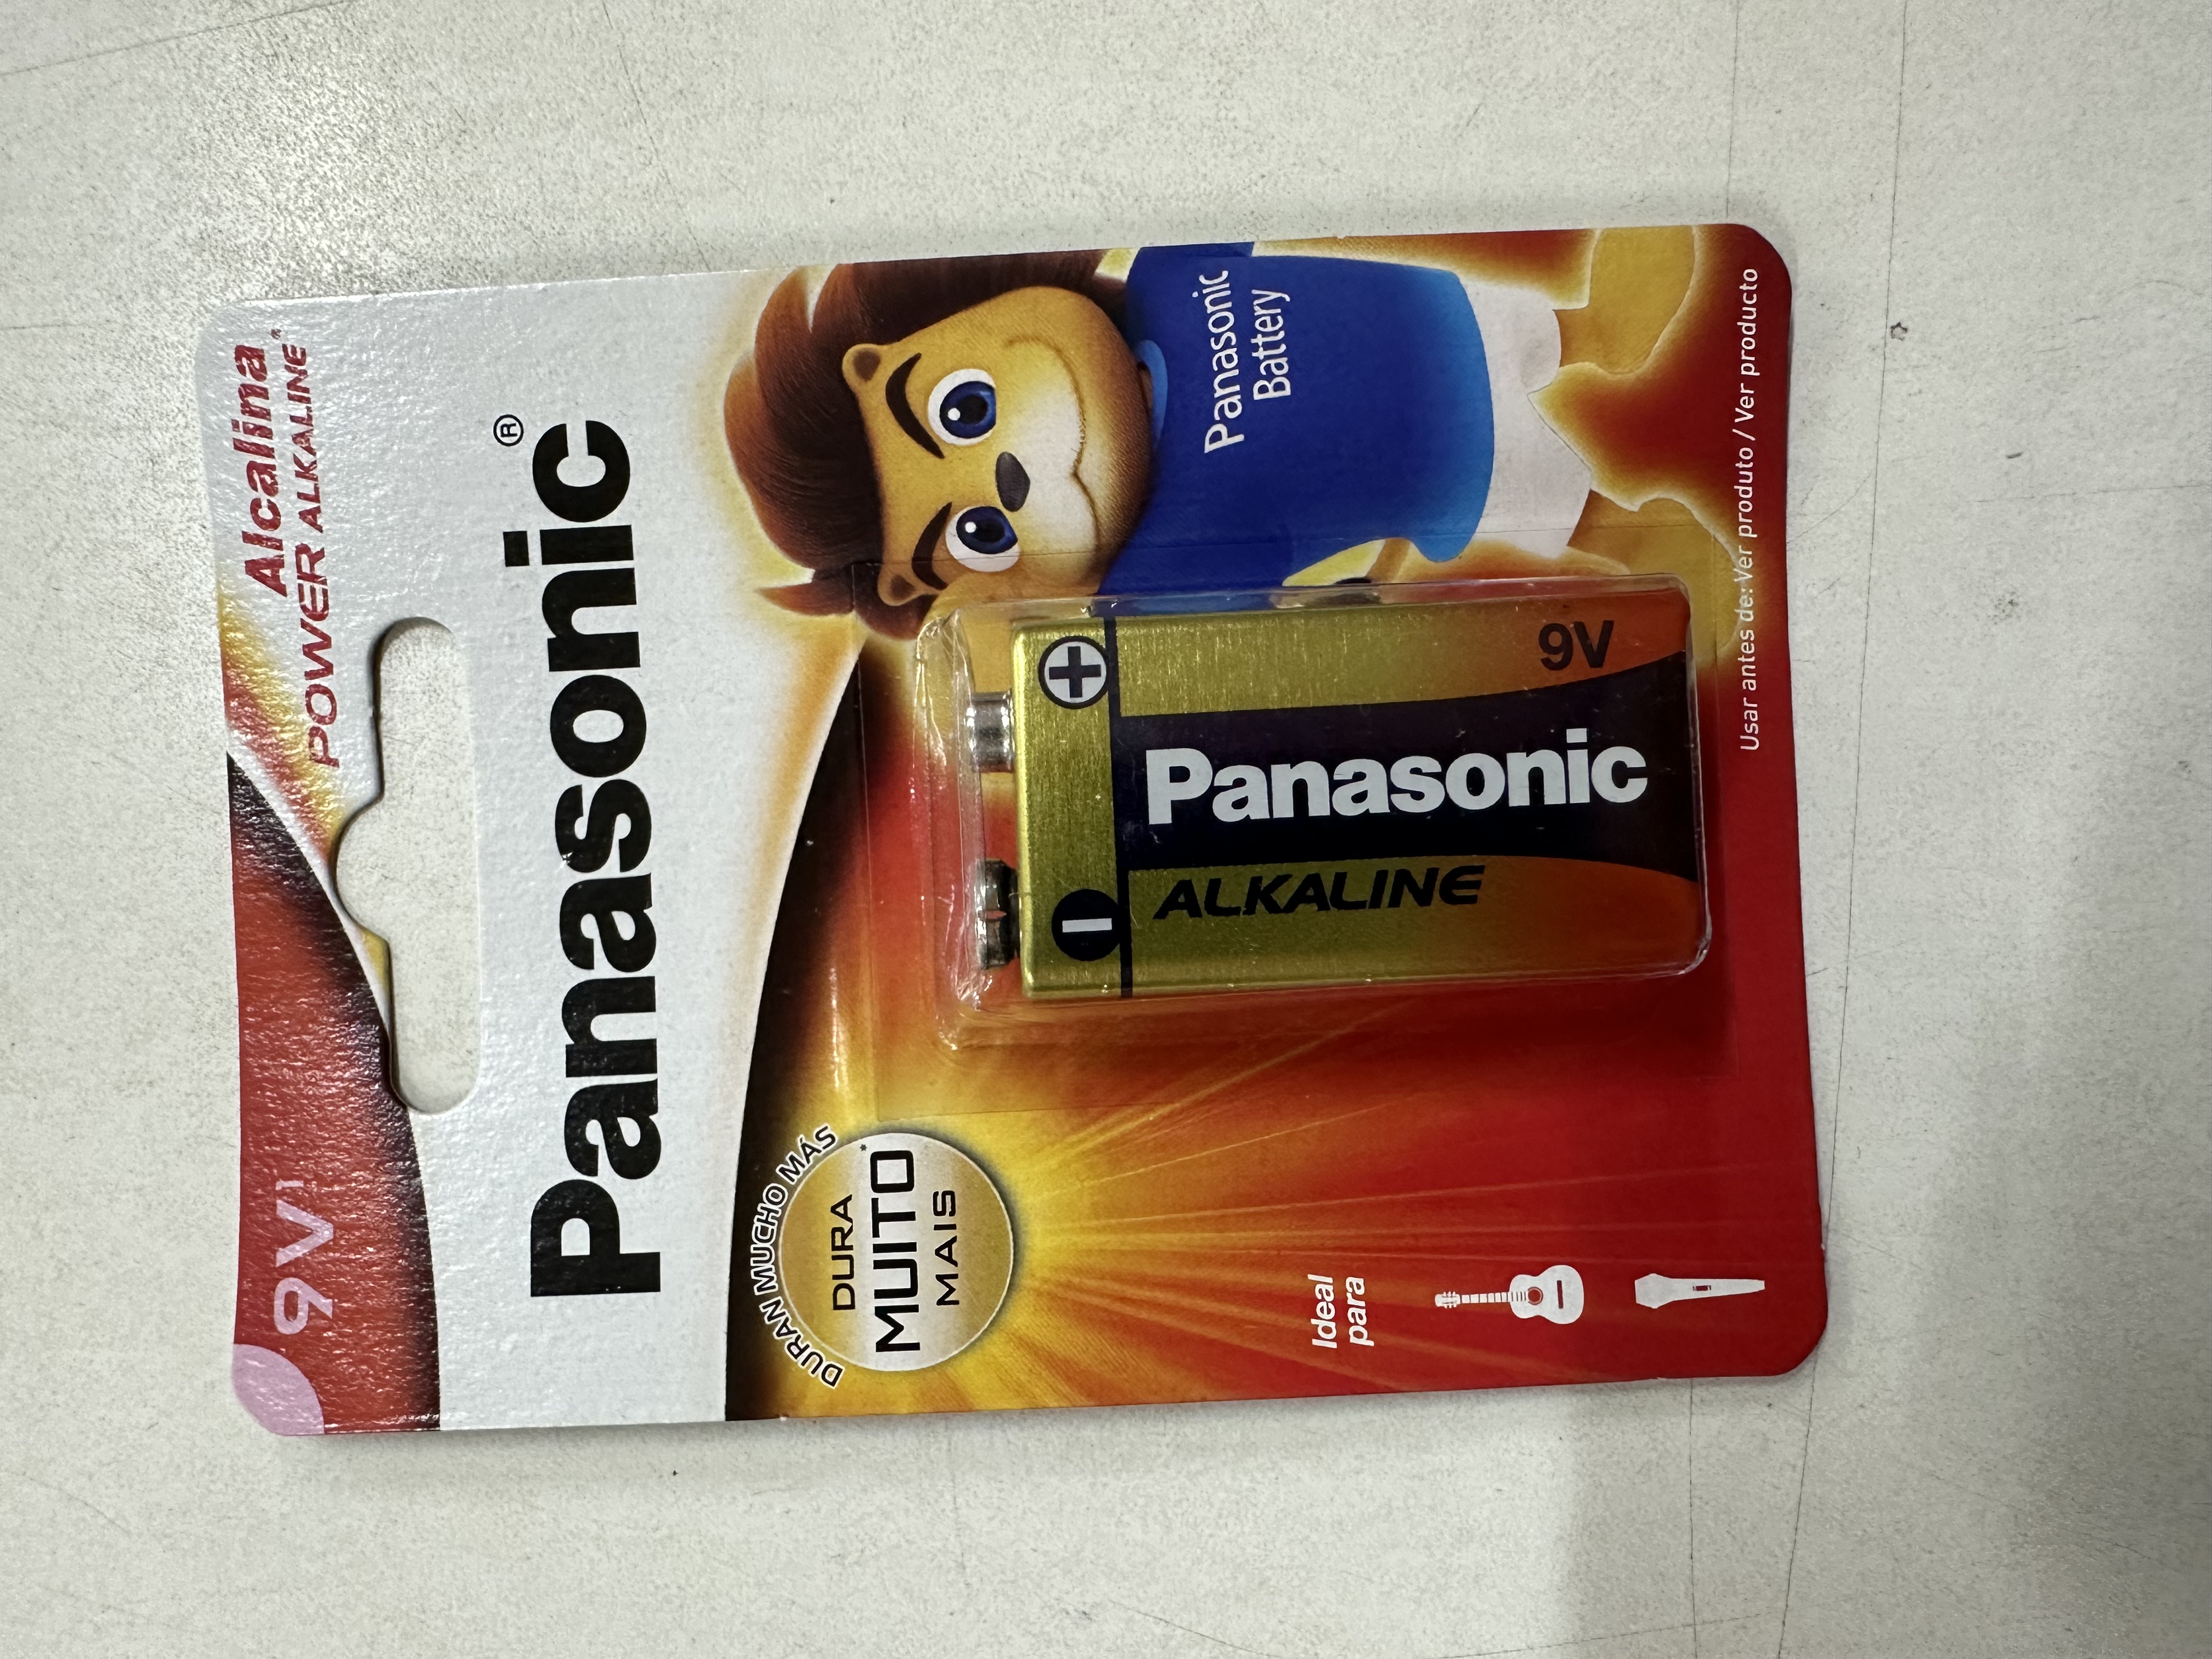 9V¹
Alcalina
POWER ALKALINE*
Panasonic®
DURAN MUCHO MÁS
DURA
MUITO*
MAIS
Panasonic
Battery
9V
Panasonic
ALKALINE
Ideal
para
Usar antes de: Ver produto / Ver producto